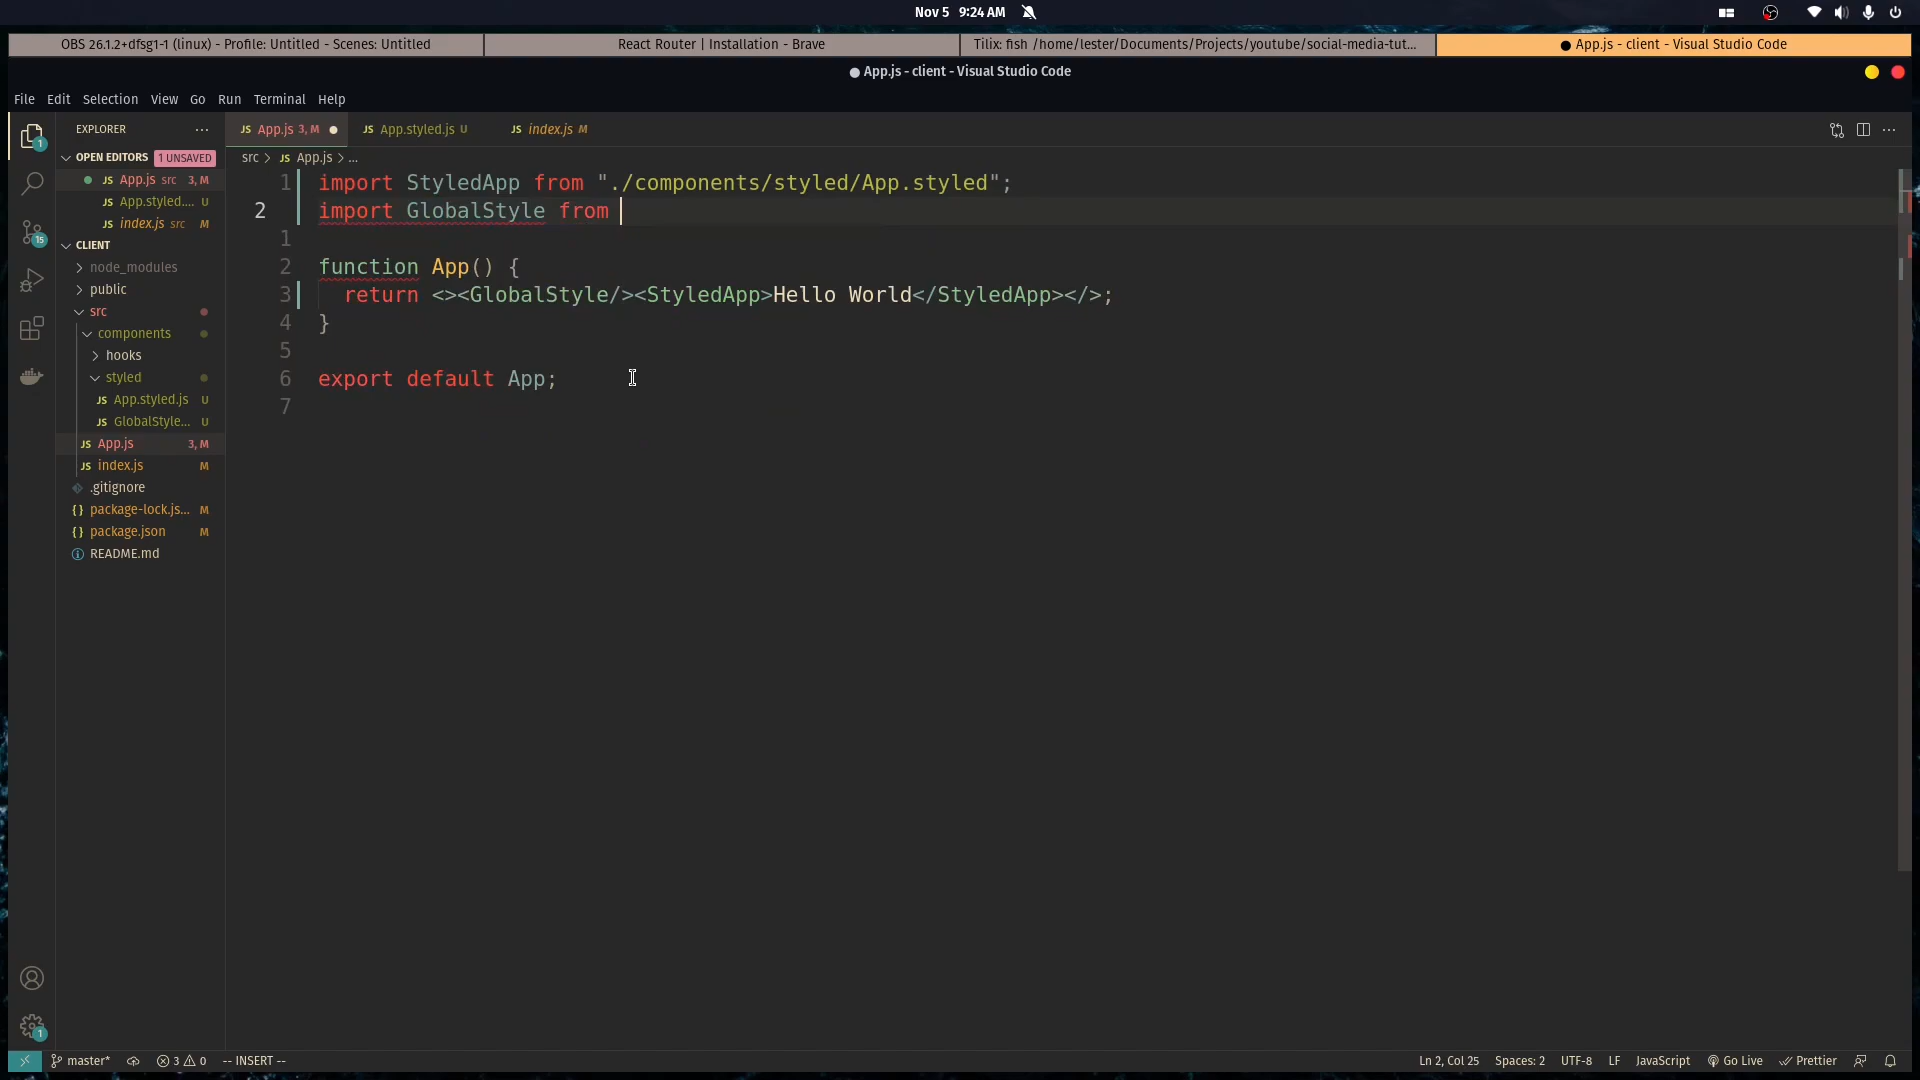 Nov 5 9:24 AM
OBS 26.1.2+dfsg1-1 (linux) - Profile: Untitled - Scenes: Untitled
React Router | Installation - Brave
Tilix: fish /home/lester/Documents/Projects/youtube/social-media-tut...
● App.js - client - Visual Studio Code
● App.js - client - Visual Studio Code
File Edit Selection View Go Run Terminal Help
EXPLORER ...
JS App.js 3, M ●
JS App.styled.js U
JS index.js M
...
OPEN EDITORS 1 UNSAVED
src > JS App.js > ...
● JS App.js src 3, M
JS App.styled.... U
JS index.js src M
CLIENT
node_modules
public
src
components
hooks
styled
JS App.styled.js U
JS GlobalStyle... U
JS App.js 3, M
JS index.js M
.gitignore
{} package-lock.js... M
{} package.json M
README.md
1
15
1
1 import StyledApp from "./components/styled/App.styled";
2 import GlobalStyle from
1
2 function App() {
3 return <><GlobalStyle/><StyledApp>Hello World</StyledApp></>;
4 }
5
6 export default App;
7
master* 3 0 -- INSERT --
Ln 2, Col 25 Spaces: 2 UTF-8 LF JavaScript Go Live Prettier